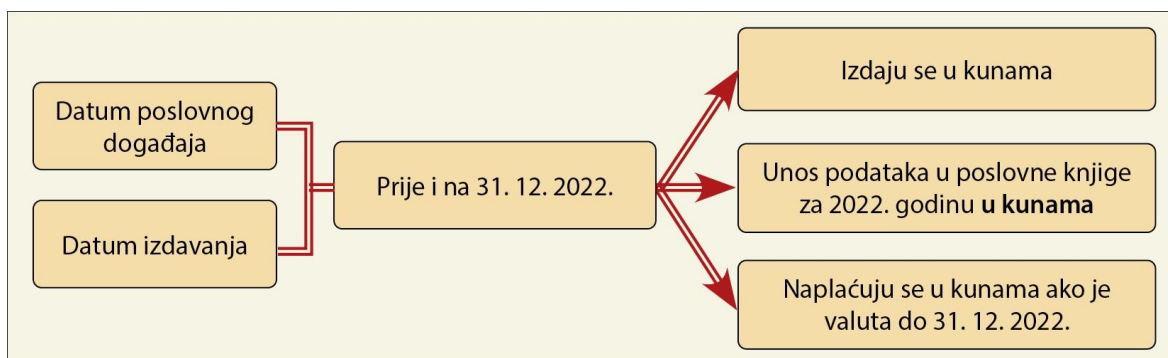 Datum poslovnog
događaja
Datum izdavanja
Prije i na 31. 12. 2022.
Izdaju se u kunama
Unos podataka u poslovne knjige
za 2022. godinu u kunama
Naplaćuju se u kunama ako je
valuta do 31. 12. 2022.